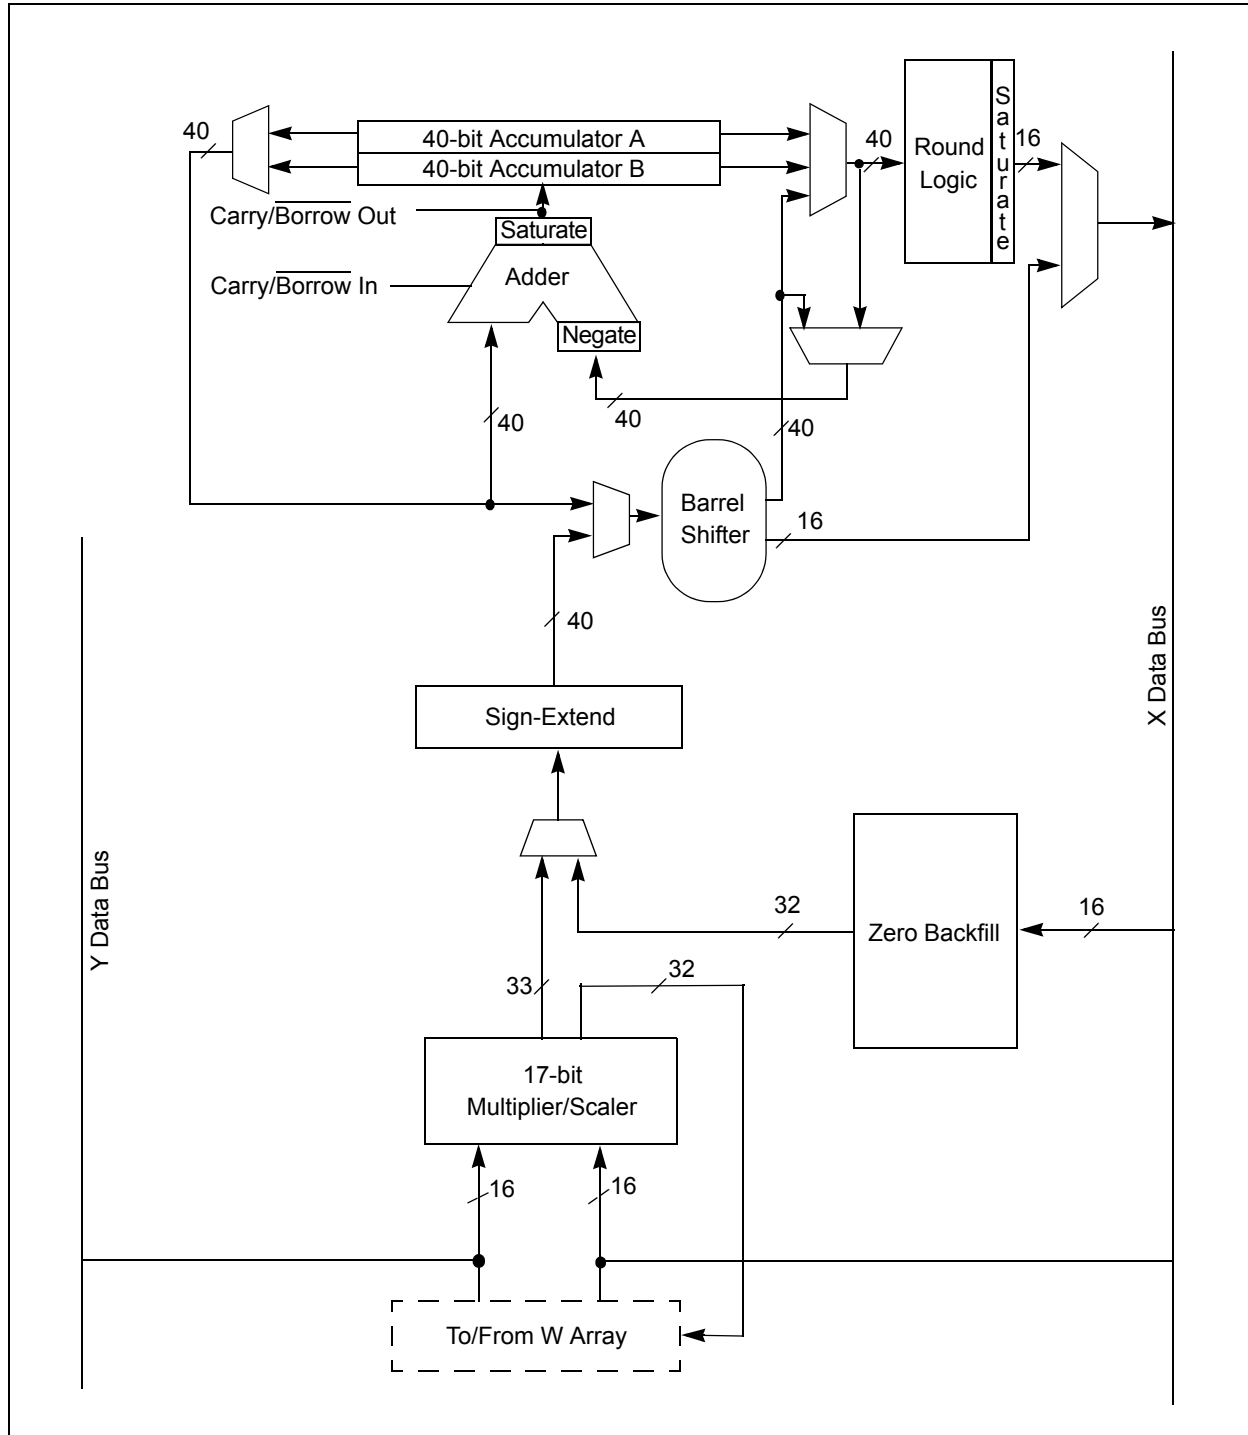 40
40-bit Accumulator A
40-bit Accumulator B
40
Round
Logic
Saturate
16
Carry/Borrow Out
Saturate
Carry/Borrow In
Adder
Negate
40
40
40
Barrel
Shifter
16
40
Sign-Extend
X Data Bus
Y Data Bus
32
Zero Backfill
16
33
32
17-bit
Multiplier/Scaler
16
16
To/From W Array